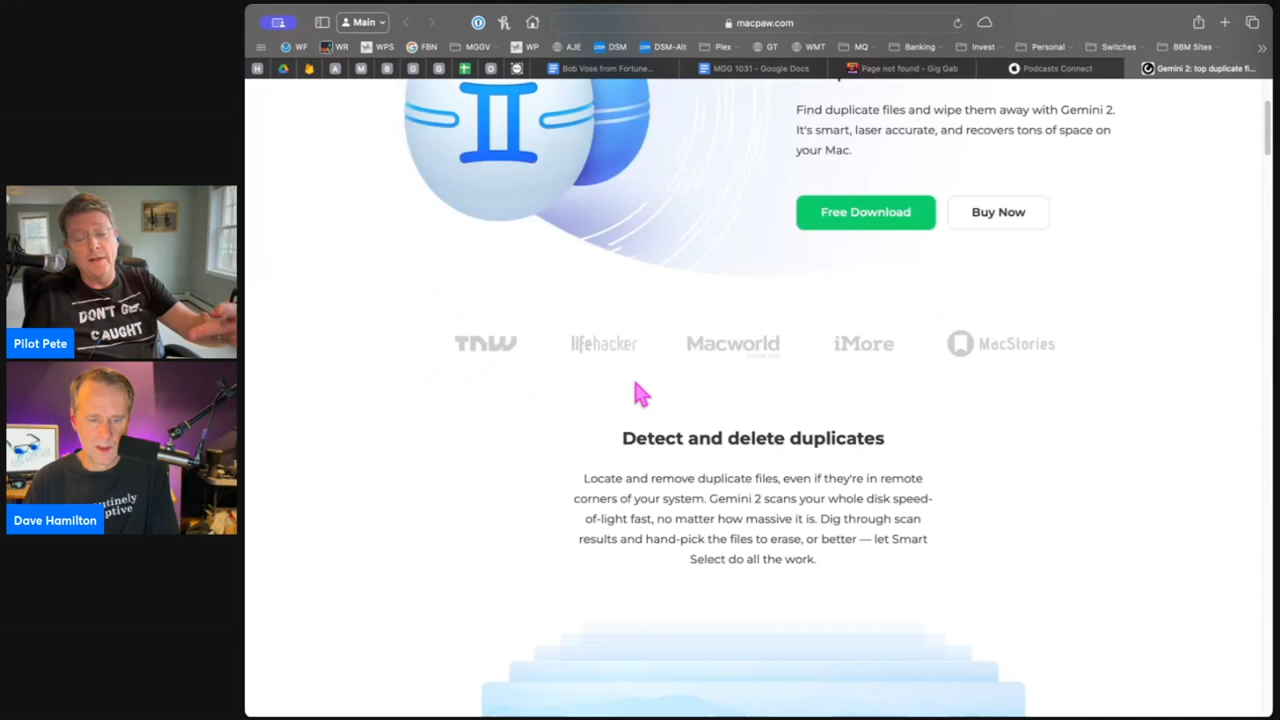 Main
macpaw.com
WF
WR
WPS
FBN
MGGV
WP
AJE
DSM
DSM-Alt
Plex
GT
WMT
MQ
Banking
Invest
Personal
Switches
BBM Sites
Bob Vose from Fortune...
MGG 1031 - Google Docs
Page not found - Gig Gab
Podcasts Connect
Gemini 2: top duplicate fi...
Find duplicate files and wipe them away with Gemini 2.
It's smart, laser accurate, and recovers tons of space on
your Mac.
Free Download
Buy Now
TNW
lifehacker
Macworld
iMore
MacStories
Detect and delete duplicates
Locate and remove duplicate files, even if they're in remote
corners of your system. Gemini 2 scans your whole disk speed-
of-light fast, no matter how massive it is. Dig through scan
results and hand-pick the files to erase, or better — let Smart
Select do all the work.
DON'T GET
CAUGHT
Pilot Pete
Dave Hamilton